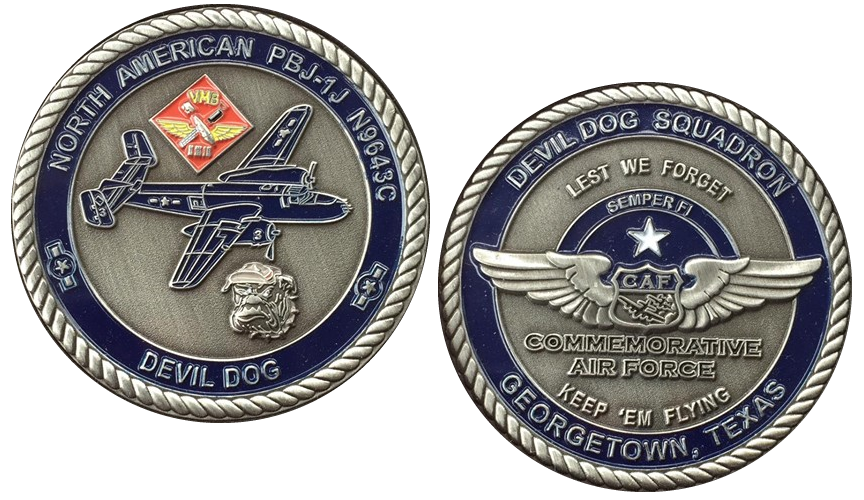 NORTH AMERICAN PBJ-1J N9643C
VMB
DEVIL DOG
DEVIL DOG SQUADRON
LEST WE FORGET
SEMPER FI
CAF
COMMEMORATIVE
AIR FORCE
KEEP 'EM FLYING
GEORGETOWN, TEXAS